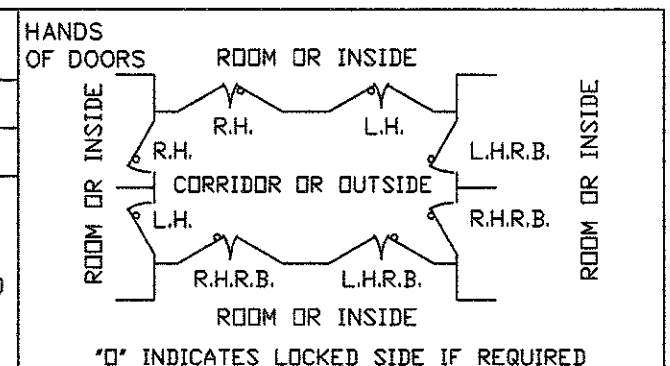 HANDS
OF DOORS
ROOM OR INSIDE
ROOM OR INSIDE
R.H.
L.H.
R.H.
L.H.R.B.
ROOM OR INSIDE
CORRIDOR OR OUTSIDE
L.H.
R.H.R.B.
R.H.R.B.
L.H.R.B.
ROOM OR INSIDE
"O" INDICATES LOCKED SIDE IF REQUIRED